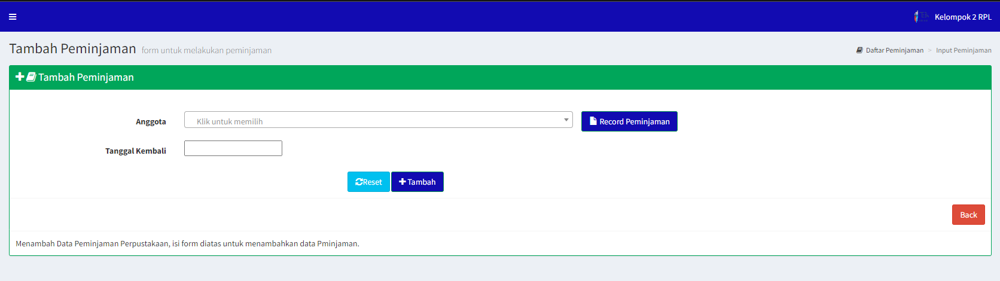 Kelompok 2 RPL
Tambah Peminjaman form untuk melakukan peminjaman
Daftar Peminjaman > Input Peminjaman
Tambah Peminjaman
Anggota Klik untuk memilih Record Peminjaman
Tanggal Kembali
Reset Tambah
Back
Menambah Data Peminjaman Perpustakaan, isi form diatas untuk menambahkan data Pminjaman.